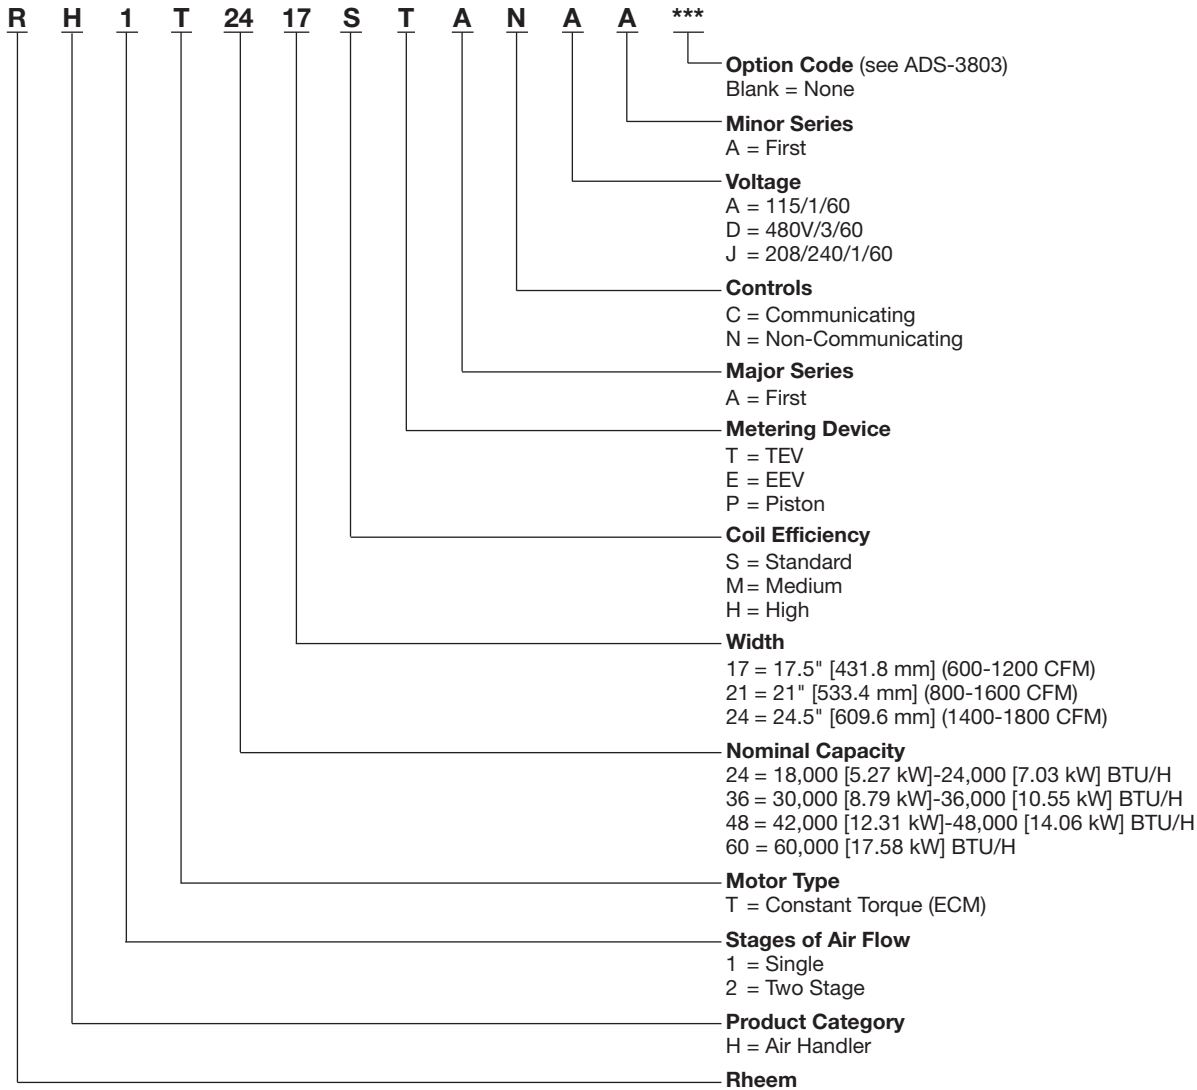 R H 1 T 24 17 S T A N A A ***
Option Code (see ADS-3803)
Blank = None
Minor Series
A = First
Voltage
A = 115/1/60
D = 480V/3/60
J = 208/240/1/60
Controls
C = Communicating
N = Non-Communicating
Major Series
A = First
Metering Device
T = TEV
E = EEV
P = Piston
Coil Efficiency
S = Standard
M= Medium
H = High
Width
17 = 17.5" [431.8 mm] (600-1200 CFM)
21 = 21" [533.4 mm] (800-1600 CFM)
24 = 24.5" [609.6 mm] (1400-1800 CFM)
Nominal Capacity
24 = 18,000 [5.27 kW]-24,000 [7.03 kW] BTU/H
36 = 30,000 [8.79 kW]-36,000 [10.55 kW] BTU/H
48 = 42,000 [12.31 kW]-48,000 [14.06 kW] BTU/H
60 = 60,000 [17.58 kW] BTU/H
Motor Type
T = Constant Torque (ECM)
Stages of Air Flow
1 = Single
2 = Two Stage
Product Category
H = Air Handler
Rheem